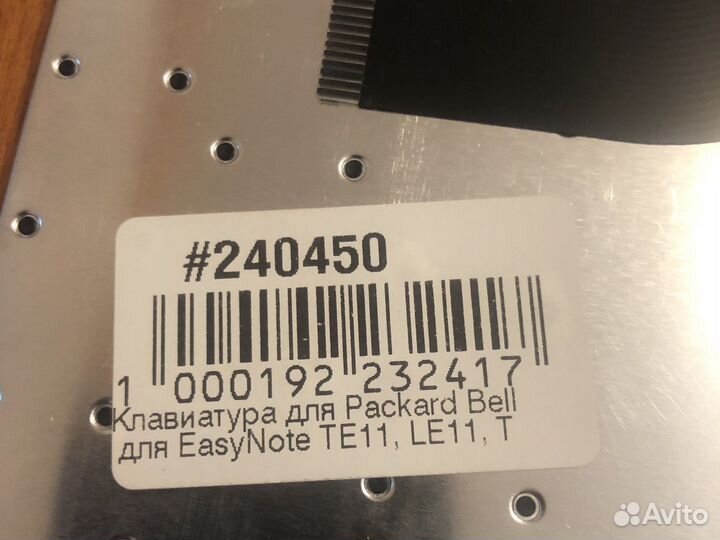 #240450
1 000192 232417
Клавиатура для Packard Bell
для EasyNote TE11, LE11, T
Avito